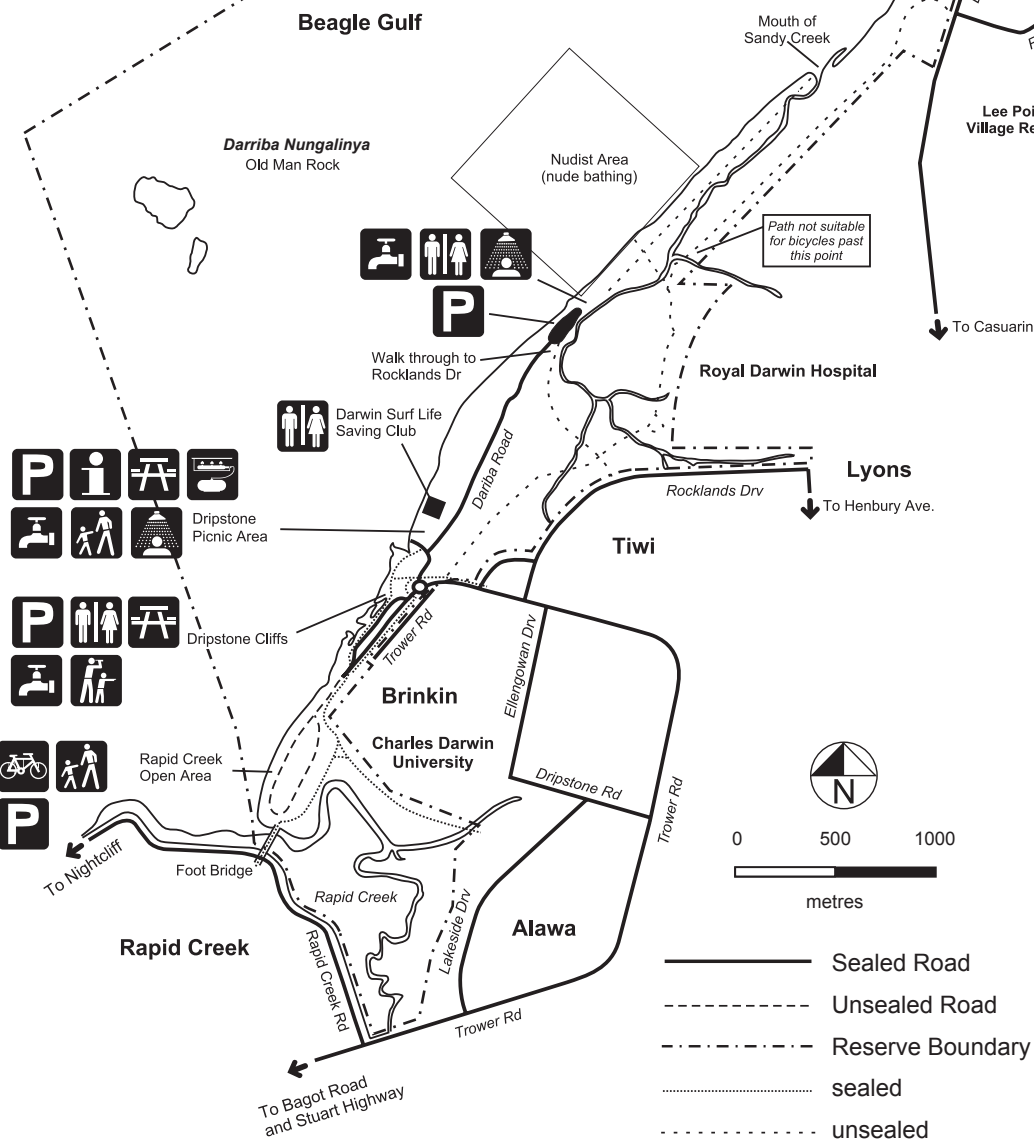 Beagle Gulf
Mouth of
Sandy Creek
Darriba Nungalinya
Old Man Rock
Nudist Area
(nude bathing)
Lee Poi
Village Re
Path not suitable
for bicycles past
this point
P
To Casuarin
Walk through to
Rocklands Dr
Royal Darwin Hospital
Darwin Surf Life
Saving Club
Dariba Road
Lyons
Rocklands Drv
To Henbury Ave.
P
Dripstone
Picnic Area
Tiwi
P
Dripstone Cliffs
Trower Rd
Ellengowan Drv
Brinkin
Charles Darwin
University
Rapid Creek
Open Area
P
Dripstone Rd
Trower Rd
N
0 500 1000
metres
To Nightcliff
Foot Bridge
Rapid Creek
Lakeside Drv
Alawa
Rapid Creek
Rapid Creek Rd
Trower Rd
To Bagot Road
and Stuart Highway
Sealed Road
Unsealed Road
Reserve Boundary
sealed
unsealed